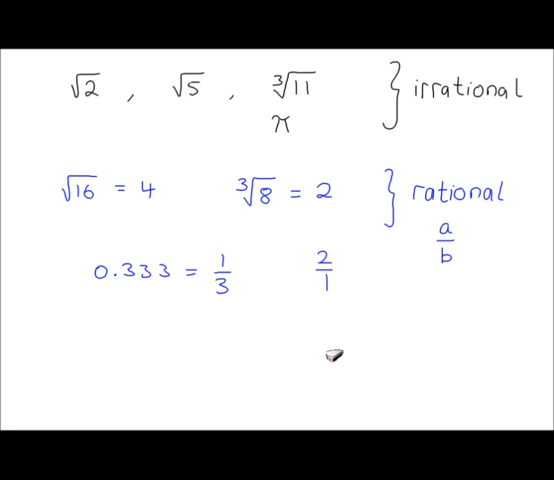 √2 , √5 , ∛11 } irrational
π
√16 = 4 ∛8 = 2 } rational
a/b
0.333 = 1/3 2/1